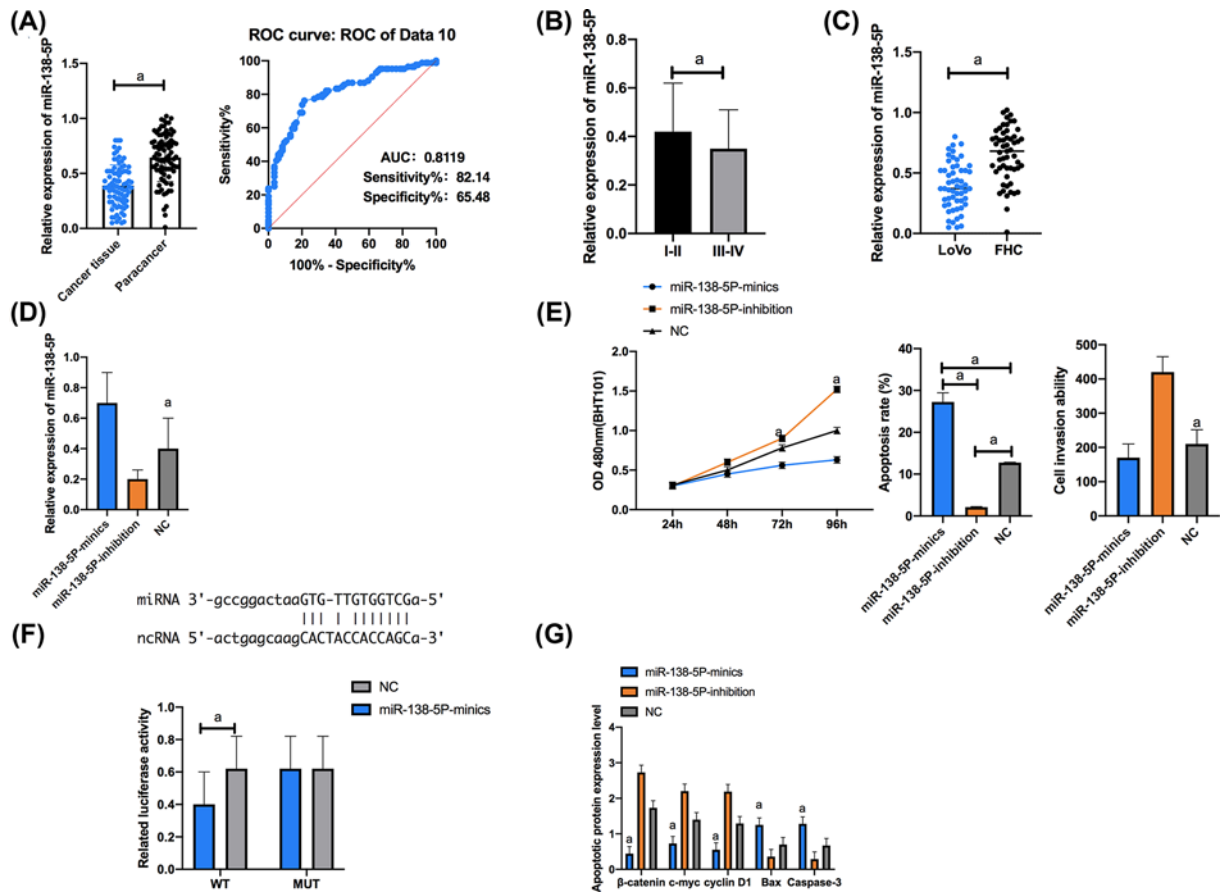 (A)
Relative expression of miR-138-5P
1.5
1.0
0.5
0.0
a
Cancer tissue
Paracancer
ROC curve: ROC of Data 10
Sensitivity%
100
80
60
40
20
0
AUC: 0.8119
Sensitivity%: 82.14
Specificity%: 65.48
0 20 40 60 80 100
100% - Specificity%
(B)
Relative expression of miR-138-5P
0.8
0.6
0.4
0.2
0.0
a
I-II III-IV
(C)
Relative expression of miR-138-5P
1.5
1.0
0.5
0.0
a
LoVo FHC
(D)
Relative expression of miR-138-5P
1.0
0.8
0.6
0.4
0.2
0.0
a
miR-138-5P-minics
miR-138-5P-inhibition
NC
(E)
miR-138-5P-minics
miR-138-5P-inhibition
NC
OD 480nm(BHT101)
2.0
1.5
1.0
0.5
0.0
a
a
24h 48h 72h 96h
Apoptosis rate (%)
40
30
20
10
0
a
a
a
miR-138-5P-minics
miR-138-5P-inhibition
NC
Cell invasion ability
500
400
300
200
100
0
a
miR-138-5P-minics
miR-138-5P-inhibition
NC
(F)
miRNA 3'-gccggactaaGTG-TTGTGGTCGa-5'
ncRNA 5'-actgagcaagCACTACCACCAGCa-3'
NC
miR-138-5P-minics
Related luciferase activity
1.0
0.8
0.6
0.4
0.2
0.0
a
WT MUT
(G)
miR-138-5P-minics
miR-138-5P-inhibition
NC
Apoptotic protein expression level
4
3
2
1
0
a a a a a
β-catenin c-myc cyclin D1 Bax Caspase-3